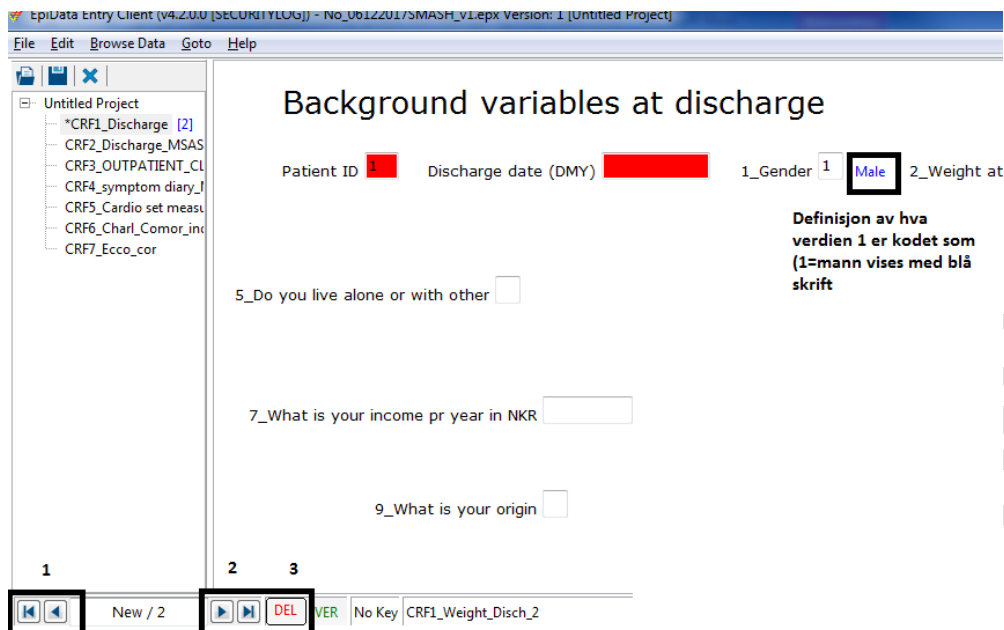 EpiData Entry Client (v4.2.0.0 [SECURITYLOG]) - No_06122017SMASH_v1.epx Version: 1 [Untitled Project]
File Edit Browse Data Goto Help
Untitled Project
*CRF1_Discharge [2]
CRF2_Discharge_MSAS
CRF3_OUTPATIENT_CL
CRF4_symptom diary_
CRF5_Cardio set measu
CRF6_Charl_Comor_inc
CRF7_Ecco_cor
Background variables at discharge
Patient ID 1 Discharge date (DMY) 1_Gender 1 Male 2_Weight at
Definisjon av hva
verdien 1 er kodet som
(1=mann vises med blå
skrift
5_Do you live alone or with other
7_What is your income pr year in NKR
9_What is your origin
1 2 3
New / 2 DEL VER No Key CRF1_Weight_Disch_2